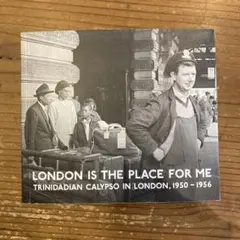 LONDON IS THE PLACE FOR ME
TRINIDADIAN CALYPSO IN LONDON, 1950 – 1956